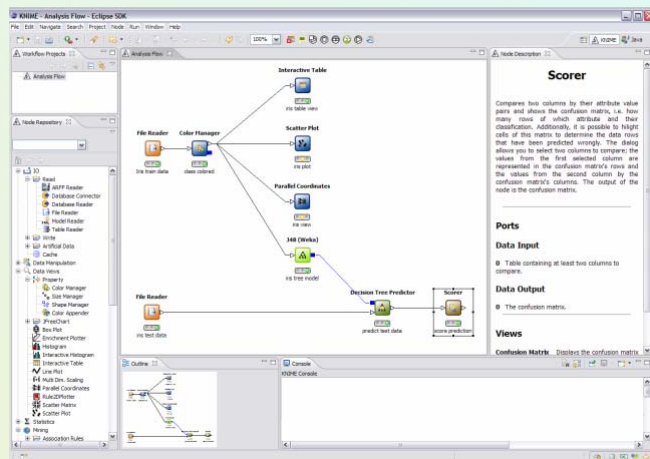 KNIME - Analysis Flow - Eclipse SDK
File Edit Navigate Search Project Node Run Window Help
100%
KNIME Java
Workflow Projects
Analysis Flow
Node Repository
IO
Read
ARFF Reader
Database Connector
Database Reader
File Reader
Model Reader
Table Reader
Write
Artificial Data
Cache
Data Manipulation
Data Views
Property
Color Manager
Size Manager
Shape Manager
Color Appender
JFreeChart
Box Plot
Enrichment Plotter
Histogram
Interactive Histogram
Interactive Table
Line Plot
Multi Dim. Scaling
Parallel Coordinates
Rule2DPlotter
Scatter Matrix
Scatter Plot
Statistics
Mining
Association Rules
Analysis Flow
Interactive Table
iris table view
File Reader
Iris train data
Color Manager
class colored
Scatter Plot
iris plot
Parallel Coordinates
iris view
J48 (Weka)
iris tree model
File Reader
iris test data
Decision Tree Predictor
predict test data
Scorer
score prediction
Outline
Console
KNIME Console
Node Description
Scorer
Compares two columns by their attribute value
pairs and shows the confusion matrix, i.e. how
many rows of which attribute and their
classification. Additionally, it is possible to hilight
cells of this matrix to determine the data rows
that have been predicted wrongly. The dialog
allows you to select two columns to compare; the
values from the first selected column are
represented in the confusion matrix's rows and
the values from the second column by the
confusion matrix's columns. The output of the
node is the confusion matrix.
Ports
Data Input
0 Table containing at least two columns to
compare.
Data Output
0 The confusion matrix.
Views
Confusion Matrix Displays the confusion matrix